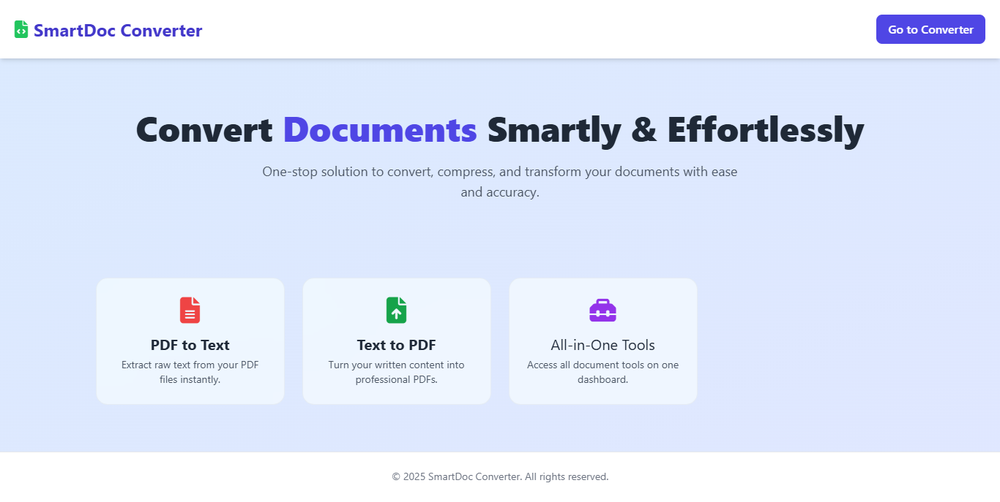 SmartDoc Converter
Go to Converter
Convert Documents Smartly & Effortlessly
One-stop solution to convert, compress, and transform your documents with ease
and accuracy.
PDF to Text
Extract raw text from your PDF
files instantly.
Text to PDF
Turn your written content into
professional PDFs.
All-in-One Tools
Access all document tools on one
dashboard.
© 2025 SmartDoc Converter. All rights reserved.